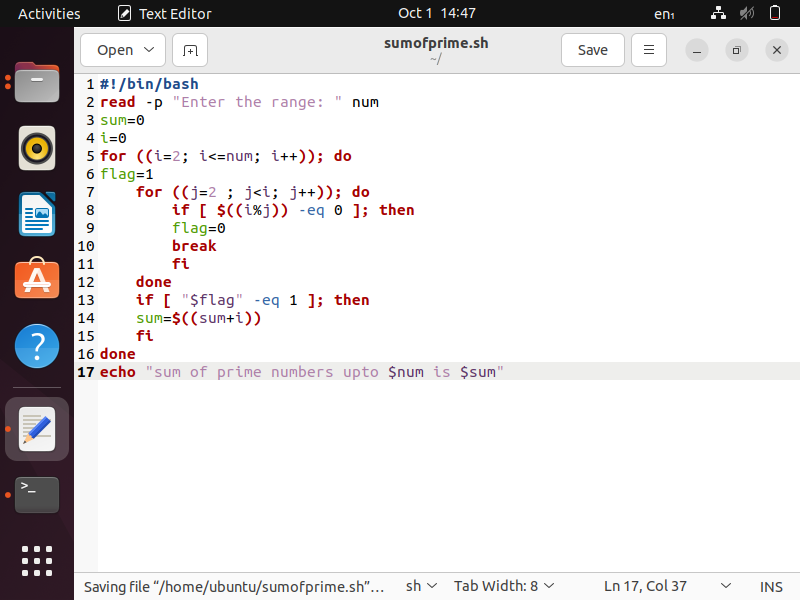 Activities Text Editor Oct 1 14:47 en₁
Open sumofprime.sh Save
~/
1 #!/bin/bash
2 read -p "Enter the range: " num
3 sum=0
4 i=0
5 for ((i=2; i<=num; i++)); do
6 flag=1
7     for ((j=2 ; j<i; j++)); do
8         if [ $((i%j)) -eq 0 ]; then
9         flag=0
10         break
11         fi
12     done
13     if [ "$flag" -eq 1 ]; then
14     sum=$((sum+i))
15     fi
16 done
17 echo "sum of prime numbers upto $num is $sum"
>_
Saving file “/home/ubuntu/sumofprime.sh”… sh Tab Width: 8 Ln 17, Col 37 INS